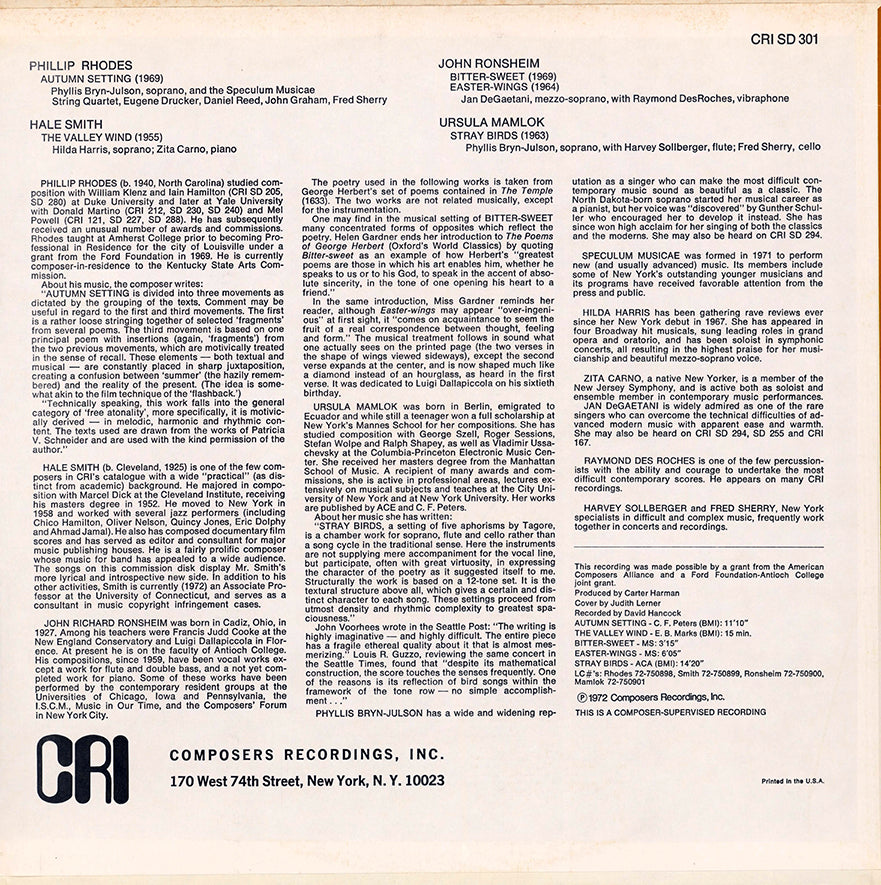 CRI SD 301
PHILLIP RHODES
AUTUMN SETTING (1969)
Phyllis Bryn-Julson, soprano, and the Speculum Musicae
String Quartet, Eugene Drucker, Daniel Reed, John Graham, Fred Sherry
HALE SMITH
THE VALLEY WIND (1955)
Hilda Harris, soprano; Zita Carno, piano
JOHN RONSHEIM
BITTER-SWEET (1969)
EASTER-WINGS (1964)
Jan DeGaetani, mezzo-soprano, with Raymond DesRoches, vibraphone
URSULA MAMLOK
STRAY BIRDS (1963)
Phyllis Bryn-Julson, soprano, with Harvey Sollberger, flute; Fred Sherry, cello
PHILLIP RHODES (b. 1940, North Carolina) studied com-
position with William Klenz and Iain Hamilton (CRI SD 205,
SD 280) at Duke University and later at Yale University
with Donald Martino (CRI 212, SD 230, SD 240) and Mel
Powell (CRI 121, SD 227, SD 288). He has subsequently
received an unusual number of awards and commissions.
Rhodes taught at Amherst College prior to becoming Pro-
fessional in Residence for the city of Louisville under a
grant from the Ford Foundation in 1969. He is currently
composer-in-residence to the Kentucky State Arts Com-
mission.
About his music, the composer writes:
"AUTUMN SETTING is divided into three movements as
dictated by the grouping of the texts. Comment may be
useful in regard to the first and third movements. The first
is a rather loose stringing together of selected 'fragments'
from several poems. The third movement is based on one
principal poem with insertions (again, 'fragments') from
the two previous movements, which are motivically treated
in the sense of recall. These elements — both textual and
musical — are constantly placed in sharp juxtaposition,
creating a confusion between 'summer' (the hazily remem-
bered) and the reality of the present. (The idea is some-
what akin to the film technique of the 'flashback.')
"Technically speaking, this work falls into the general
category of 'free atonality', more specifically, it is motivic-
ally derived — in melodic, harmonic and rhythmic con-
tent. The texts used are drawn from the works of Patricia
V. Schneider and are used with the kind permission of the
author."
HALE SMITH (b. Cleveland, 1925) is one of the few com-
posers in CRI's catalogue with a wide "practical" (as dis-
tinct from academic) background. He majored in compo-
sition with Marcel Dick at the Cleveland Institute, receiving
his masters degree in 1952. He moved to New York in
1958 and worked with several jazz performers (including
Chico Hamilton, Oliver Nelson, Quincy Jones, Eric Dolphy
and Ahmad Jamal). He also has composed documentary film
scores and has served as editor and consultant for major
music publishing houses. He is a fairly prolific composer
whose music for band has appealed to a wide audience.
The songs on this commission disk display Mr. Smith's
more lyrical and introspective new side. In addition to his
other activities, Smith is currently (1972) an Associate Pro-
fessor at the University of Connecticut, and serves as a
consultant in music copyright infringement cases.
JOHN RICHARD RONSHEIM was born in Cadiz, Ohio, in
1927. Among his teachers were Francis Judd Cooke at the
New England Conservatory and Luigi Dallapiccola in Flor-
ence. At present he is on the faculty of Antioch College.
His compositions, since 1959, have been vocal works ex-
cept a work for flute and double bass, and a not yet com-
pleted work for piano. Some of these works have been
performed by the contemporary resident groups at the
Universities of Chicago, Iowa and Pennsylvania, the
I.S.C.M., Music in Our Time, and the Composers' Forum
in New York City.
The poetry used in the following works is taken from
George Herbert's set of poems contained in The Temple
(1633). The two works are not related musically, except
for the instrumentation.
One may find in the musical setting of BITTER-SWEET
many concentrated forms of opposites which reflect the
poetry. Helen Gardner ends her introduction to The Poems
of George Herbert (Oxford's World Classics) by quoting
Bitter-sweet as an example of how Herbert's "greatest
poems are those in which his art enables him, whether he
speaks to us or to his God, to speak in the accent of abso-
lute sincerity, in the tone of one opening his heart to a
friend."
In the same introduction, Miss Gardner reminds her
reader, although Easter-wings may appear "over-ingeni-
ous" at first sight, it "comes on acquaintance to seem the
fruit of a real correspondence between thought, feeling
and form." The musical treatment follows in sound what
one actually sees on the printed page (the two verses in
the shape of wings viewed sideways), except the second
verse expands at the center, and is now shaped much like
a diamond instead of an hourglass, as heard in the first
verse. It was dedicated to Luigi Dallapiccola on his sixtieth
birthday.
URSULA MAMLOK was born in Berlin, emigrated to
Ecuador and while still a teenager won a full scholarship at
New York's Mannes School for her compositions. She has
studied composition with George Szell, Roger Sessions,
Stefan Wolpe and Ralph Shapey, as well as Vladimir Ussa-
chevsky at the Columbia-Princeton Electronic Music Cen-
ter. She received her masters degree from the Manhattan
School of Music. A recipient of many awards and com-
missions, she is active in professional areas, lectures ex-
tensively on musical subjects and teaches at the City Uni-
versity of New York and at New York University. Her works
are published by ACE and C. F. Peters.
About her music she has written:
"STRAY BIRDS, a setting of five aphorisms by Tagore,
is a chamber work for soprano, flute and cello rather than
a song cycle in the traditional sense. Here the instruments
are not supplying mere accompaniment for the vocal line,
but participate, often with great virtuosity, in expressing
the character of the poetry as it suggested itself to me.
Structurally the work is based on a 12-tone set. It is the
textural structure above all, which gives a certain and dis-
tinct character to each song. These settings proceed from
utmost density and rhythmic complexity to greatest spa-
ciousness."
John Voorhees wrote in the Seattle Post: "The writing is
highly imaginative — and highly difficult. The entire piece
has a fragile ethereal quality about it that is almost mes-
merizing." Louis R. Guzzo, reviewing the same concert in
the Seattle Times, found that "despite its mathematical
construction, the score touches the senses frequently. One
of the reasons is its reflection of bird songs within the
framework of the tone row — no simple accomplish-
ment . . ."
PHYLLIS BRYN-JULSON has a wide and widening rep-
utation as a singer who can make the most difficult con-
temporary music sound as beautiful as a classic. The
North Dakota-born soprano started her musical career as
a pianist, but her voice was "discovered" by Gunther Schul-
ler who encouraged her to develop it instead. She has
since won high acclaim for her singing of both the classics
and the moderns. She may also be heard on CRI SD 294.
SPECULUM MUSICAE was formed in 1971 to perform
new (and usually advanced) music. Its members include
some of New York's outstanding younger musicians and
its programs have received favorable attention from the
press and public.
HILDA HARRIS has been gathering rave reviews ever
since her New York debut in 1967. She has appeared in
four Broadway hit musicals, sung leading roles in grand
opera and oratorio, and has been soloist in symphonic
concerts, all resulting in the highest praise for her musi-
cianship and beautiful mezzo-soprano voice.
ZITA CARNO, a native New Yorker, is a member of the
New Jersey Symphony, and is active both as soloist and
ensemble member in contemporary music performances.
JAN DeGAETANI is widely admired as one of the rare
singers who can overcome the technical difficulties of ad-
vanced modern music with apparent ease and warmth.
She may also be heard on CRI SD 294, SD 255 and CRI
167.
RAYMOND DES ROCHES is one of the few percussion-
ists with the ability and courage to undertake the most
difficult contemporary scores. He appears on many CRI
recordings.
HARVEY SOLLBERGER and FRED SHERRY, New York
specialists in difficult and complex music, frequently work
together in concerts and recordings.
This recording was made possible by a grant from the American
Composers Alliance and a Ford Foundation-Antioch College
joint grant.
Produced by Carter Harman
Cover by Judith Lerner
Recorded by David Hancock
AUTUMN SETTING - C. F. Peters (BMI): 11'10"
THE VALLEY WIND - E. B. Marks (BMI): 15 min.
BITTER-SWEET - MS: 3'15"
EASTER-WINGS - MS: 6'05"
STRAY BIRDS - ACA (BMI): 14'20"
LC#'s: Rhodes 72-750898, Smith 72-750899, Ronsheim 72-750900,
Mamlok 72-750901
Ⓟ 1972 Composers Recordings, Inc.
THIS IS A COMPOSER-SUPERVISED RECORDING
CRI
COMPOSERS RECORDINGS, INC.
170 West 74th Street, New York, N. Y. 10023
Printed in the U.S.A.